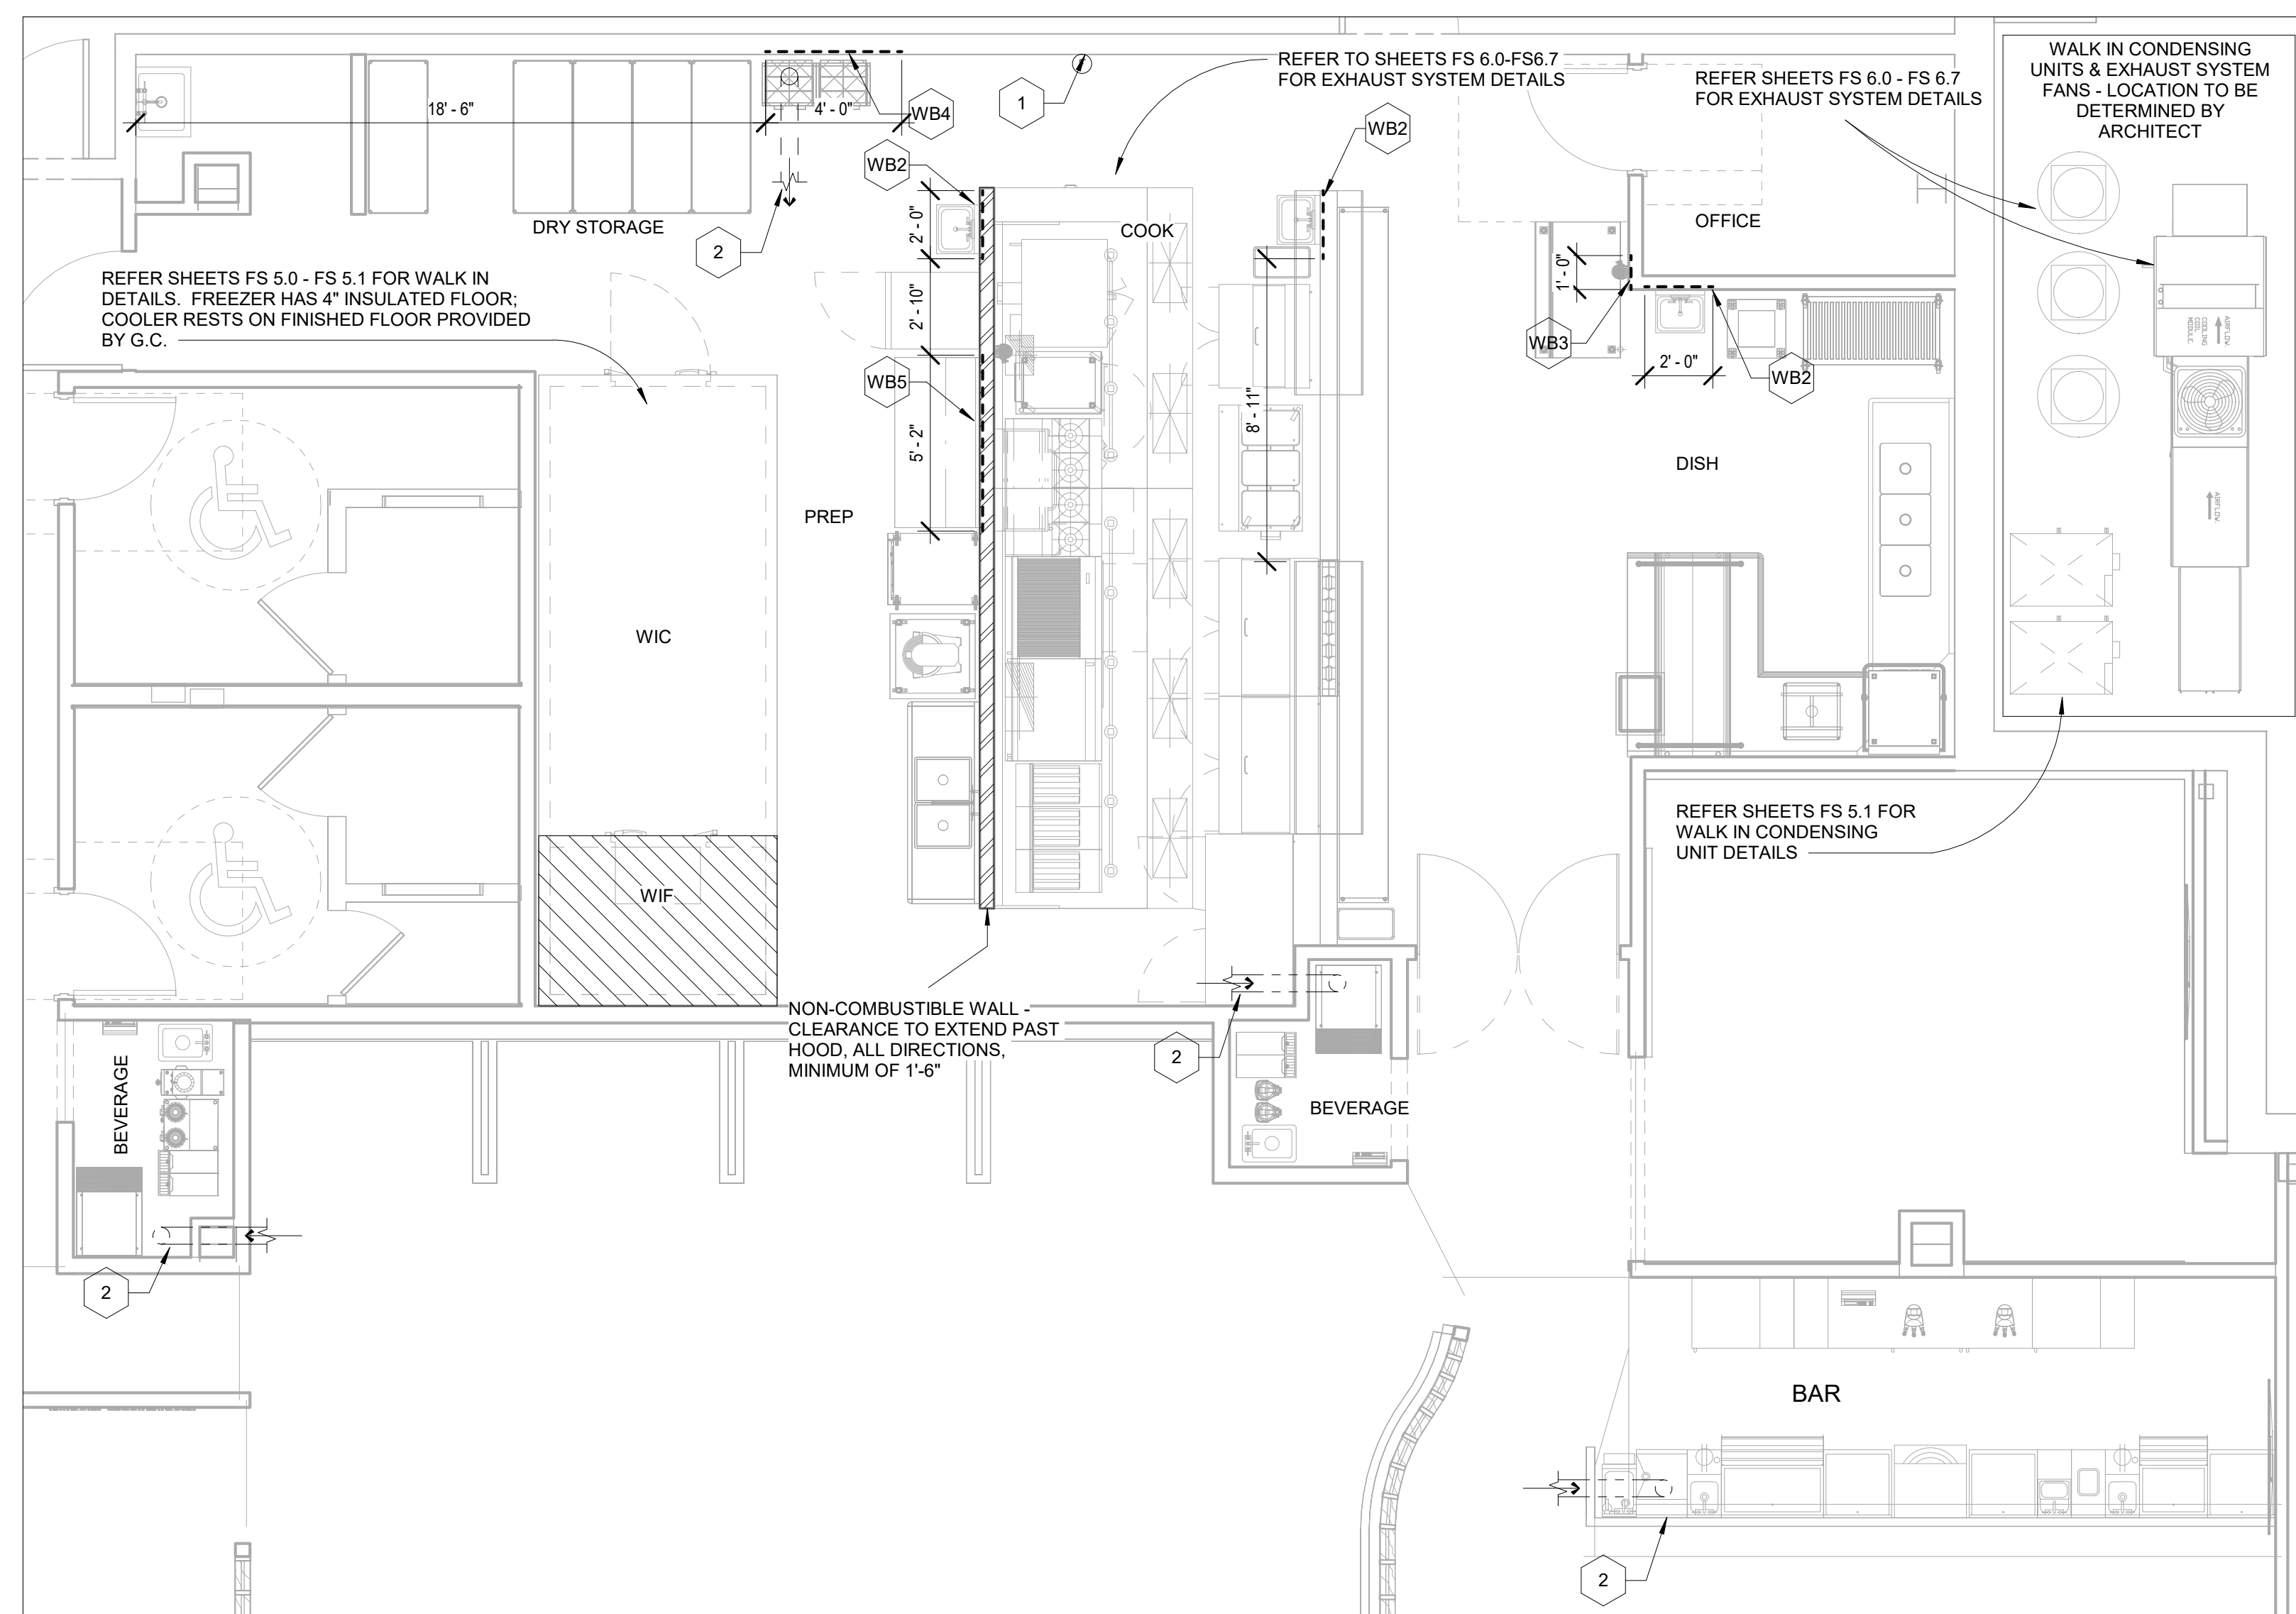 REFER TO SHEETS FS 6.0-FS6.7
FOR EXHAUST SYSTEM DETAILS
REFER SHEETS FS 6.0 - FS 6.7
FOR EXHAUST SYSTEM DETAILS
WALK IN CONDENSING
UNITS & EXHAUST SYSTEM
FANS - LOCATION TO BE
DETERMINED BY
ARCHITECT
18' - 6"
4' - 0"
WB4
1
WB2
WB2
2' - 0"
COOK
OFFICE
DRY STORAGE
2
REFER SHEETS FS 5.0 - FS 5.1 FOR WALK IN
DETAILS. FREEZER HAS 4" INSULATED FLOOR;
COOLER RESTS ON FINISHED FLOOR PROVIDED
BY G.C.
2' - 10"
1' - 0"
WB3
2' - 0"
WB2
WB5
5' - 2"
8' - 11"
AIRFLOW.
COOLING
COIL
MODULE.
AIRFLOW.
DISH
PREP
WIC
WIF
REFER SHEETS FS 5.1 FOR
WALK IN CONDENSING
UNIT DETAILS
NON-COMBUSTIBLE WALL -
CLEARANCE TO EXTEND PAST
HOOD, ALL DIRECTIONS,
MINIMUM OF 1'-6"
2
BEVERAGE
BEVERAGE
2
BAR
2